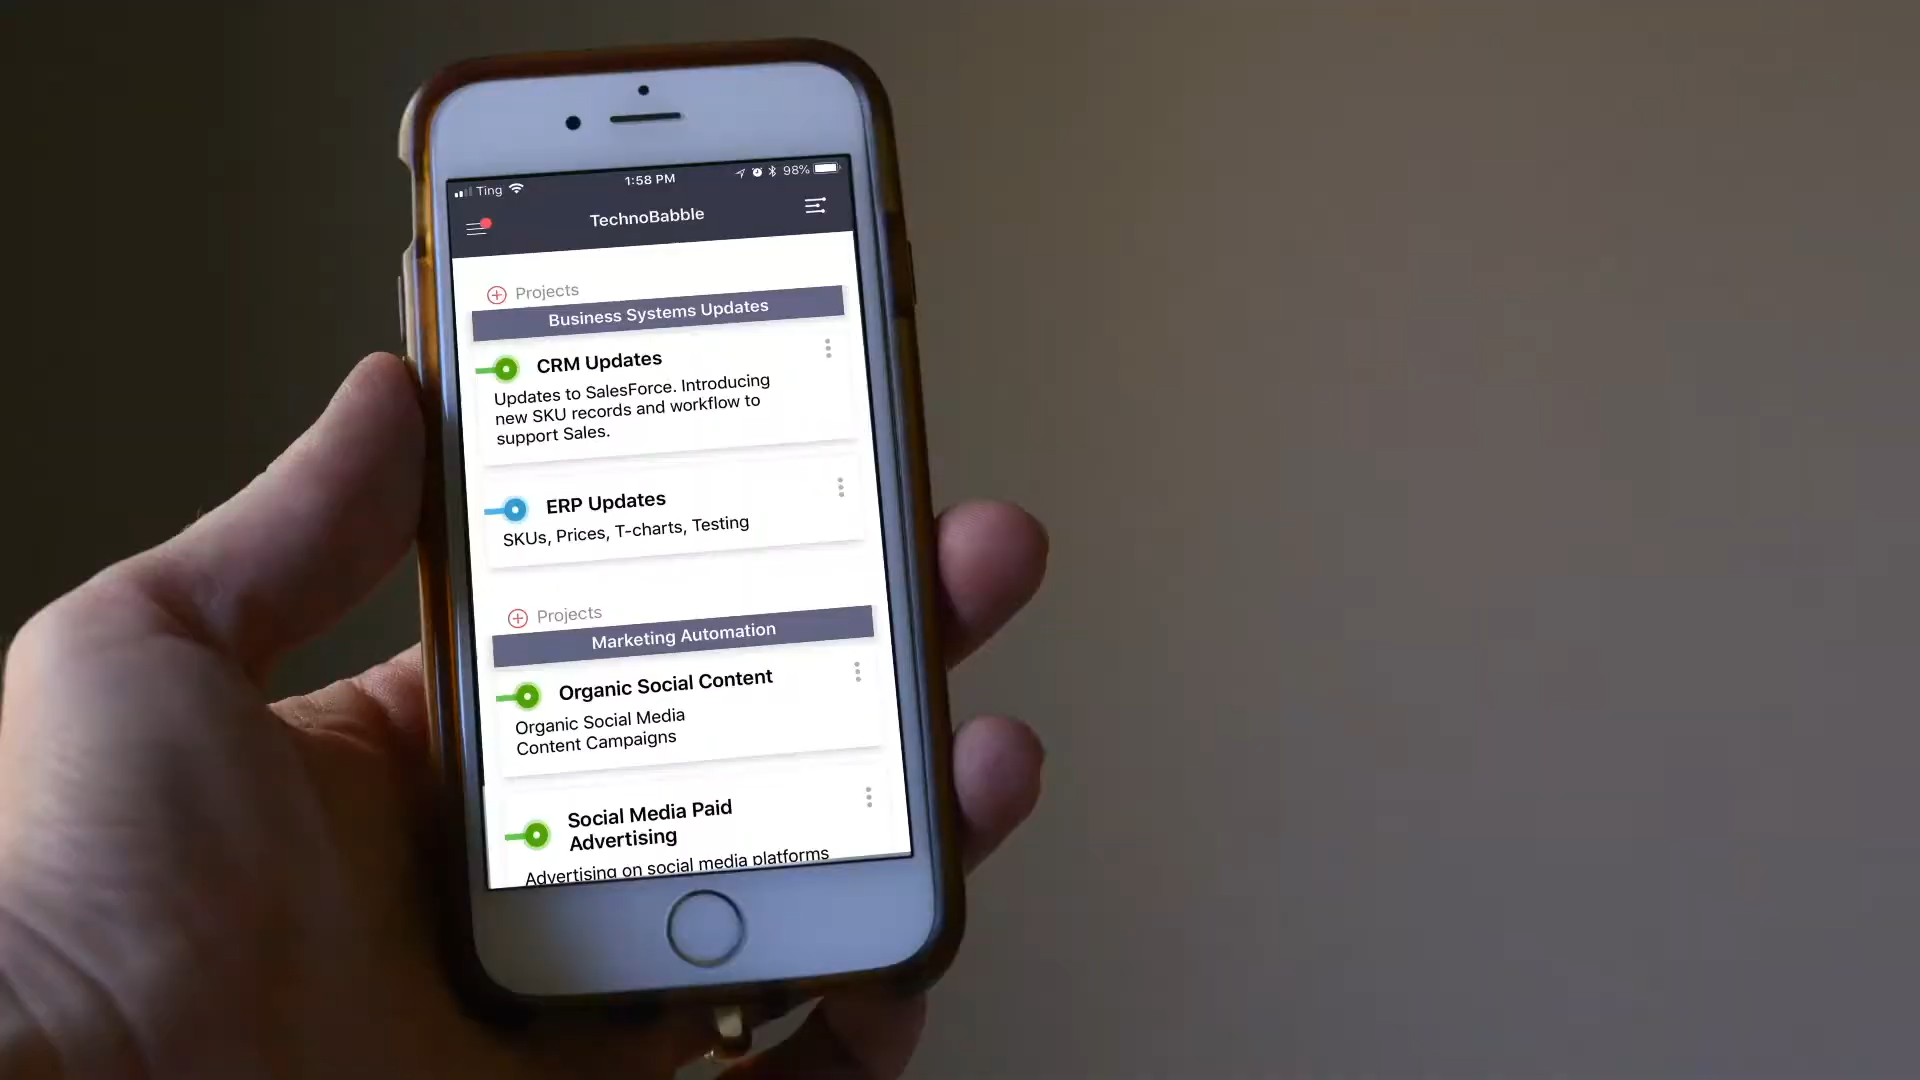 Ting
1:58 PM
98%
TechnoBabble
Projects
Business Systems Updates
CRM Updates
Updates to SalesForce. Introducing
new SKU records and workflow to
support Sales.
ERP Updates
SKUs, Prices, T-charts, Testing
Projects
Marketing Automation
Organic Social Content
Organic Social Media
Content Campaigns
Social Media Paid
Advertising
Advertising on social media platforms